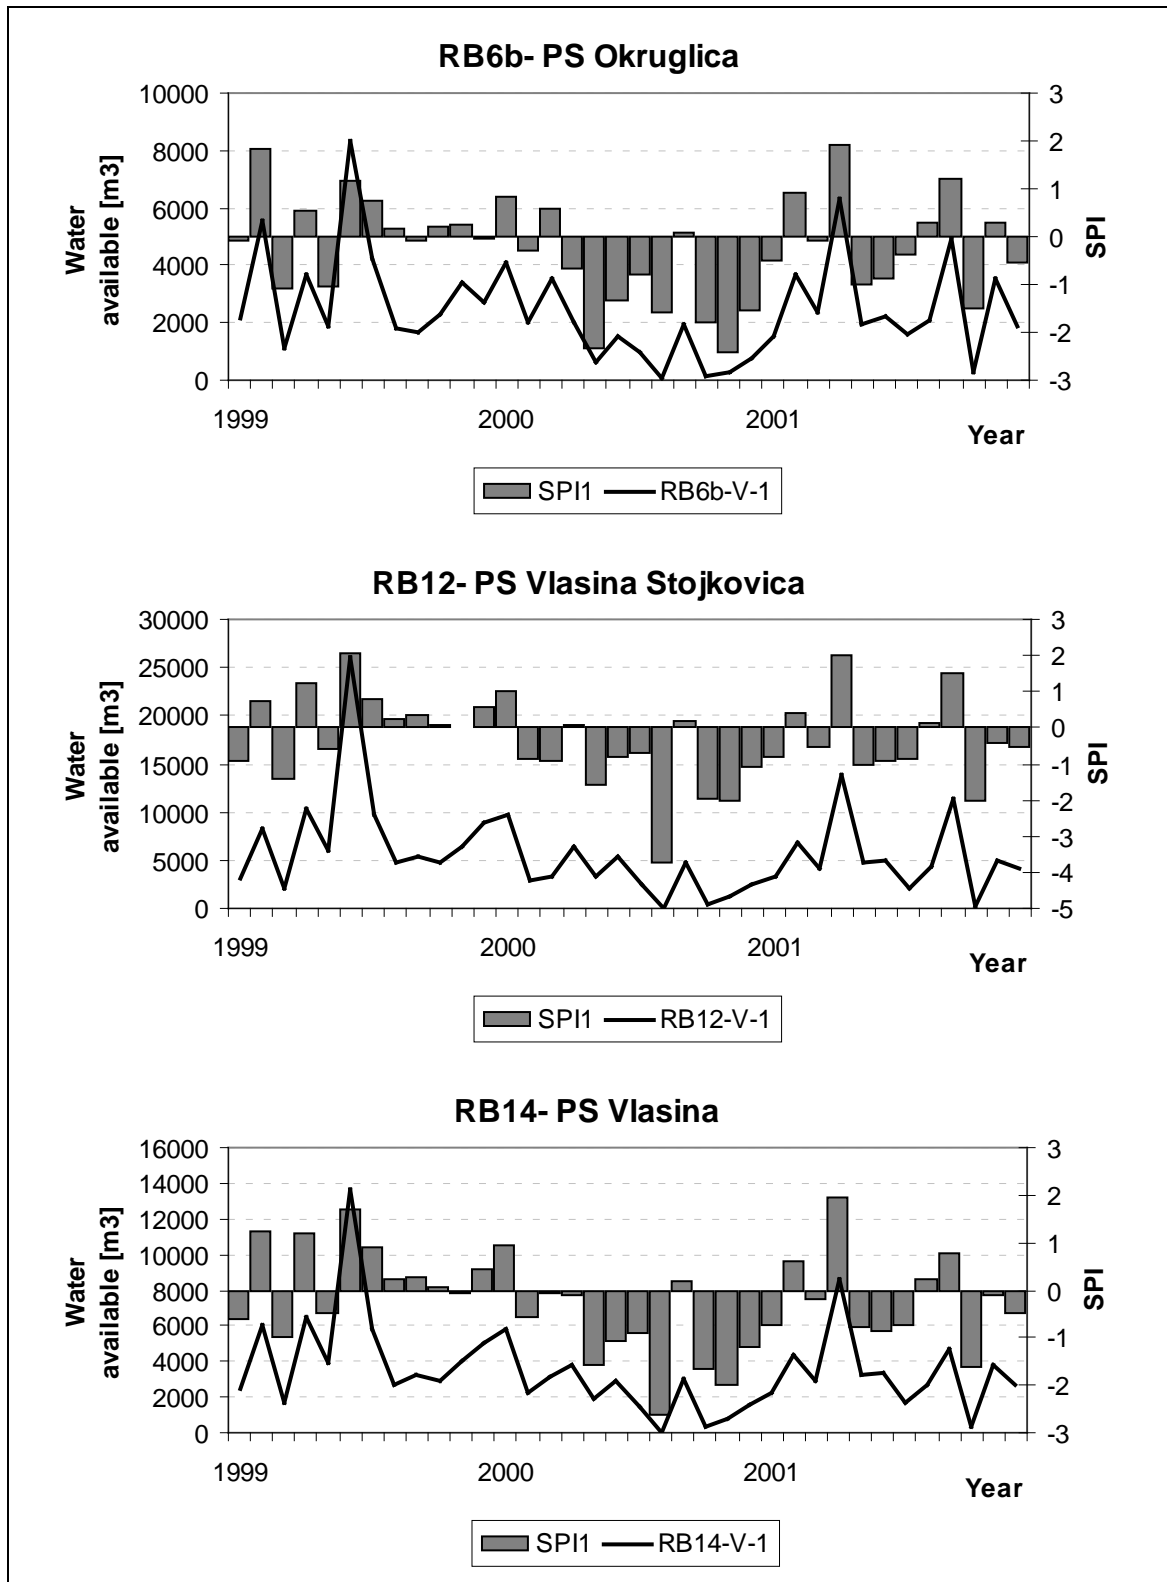 RB6b- PS Okruglica
Water available [m3]
10000
8000
6000
4000
2000
0
3
2
1
0
-1
-2
-3
SPI
1999 2000 2001
Year
SPI1 RB6b-V-1
RB12- PS Vlasina Stojkovica
Water available [m3]
30000
25000
20000
15000
10000
5000
0
3
2
1
0
-1
-2
-3
-4
-5
SPI
1999 2000 2001
Year
SPI1 RB12-V-1
RB14- PS Vlasina
Water available [m3]
16000
14000
12000
10000
8000
6000
4000
2000
0
3
2
1
0
-1
-2
-3
SPI
1999 2000 2001
Year
SPI1 RB14-V-1